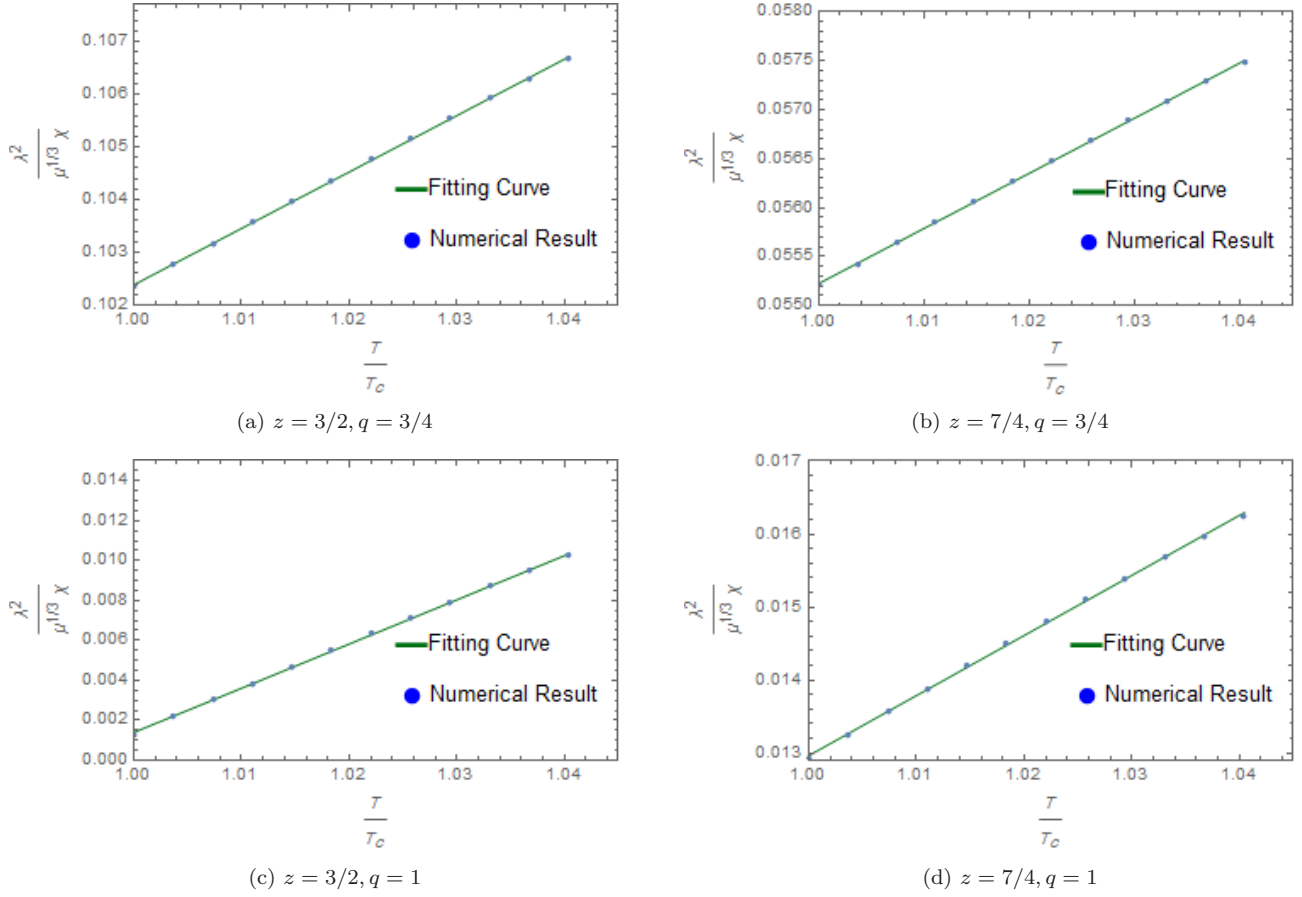 0.107
0.106
0.105
0.104
0.103
0.102
λ²
μ^{1/3} χ
Fitting Curve
Numerical Result
1.00 1.01 1.02 1.03 1.04
T
T_C
(a) z = 3/2, q = 3/4
0.0580
0.0575
0.0570
0.0565
0.0560
0.0555
0.0550
λ²
μ^{1/3} χ
Fitting Curve
Numerical Result
1.00 1.01 1.02 1.03 1.04
T
T_C
(b) z = 7/4, q = 3/4
0.014
0.012
0.010
0.008
0.006
0.004
0.002
0.000
λ²
μ^{1/3} χ
Fitting Curve
Numerical Result
1.00 1.01 1.02 1.03 1.04
T
T_C
(c) z = 3/2, q = 1
0.017
0.016
0.015
0.014
0.013
λ²
μ^{1/3} χ
Fitting Curve
Numerical Result
1.00 1.01 1.02 1.03 1.04
T
T_C
(d) z = 7/4, q = 1